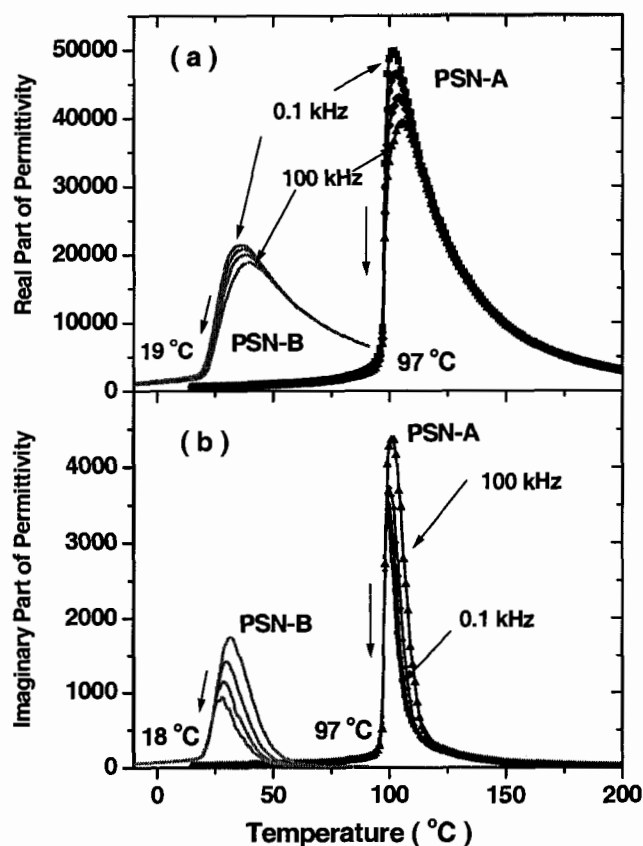 ( a )
PSN-A
0.1 kHz
100 kHz
PSN-B
19 °C
97 °C
Real Part of Permittivity
50000
40000
30000
20000
10000
0
( b )
PSN-A
100 kHz
PSN-B
0.1 kHz
18 °C
97 °C
Imaginary Part of Permittivity
4000
3000
2000
1000
0
0 50 100 150 200
Temperature ( °C)